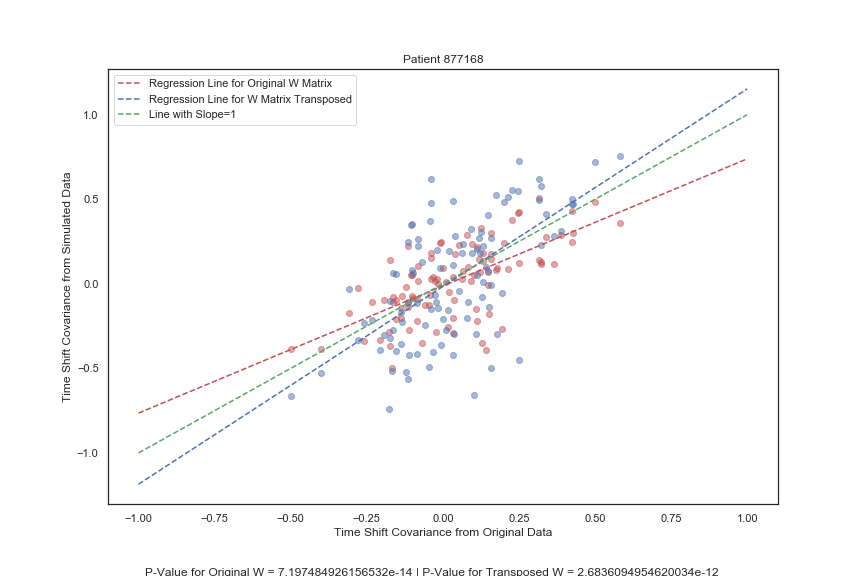 Patient 877168
Regression Line for Original W Matrix
Regression Line for W Matrix Transposed
Line with Slope=1
Time Shift Covariance from Simulated Data
1.0
0.5
0.0
−0.5
−1.0
−1.00 −0.75 −0.50 −0.25 0.00 0.25 0.50 0.75 1.00
Time Shift Covariance from Original Data
P-Value for Original W = 7.197484926156532e-14 | P-Value for Transposed W = 2.6836094954620034e-12